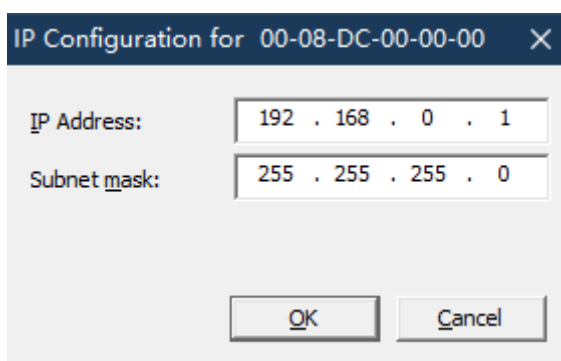 IP Configuration for 00-08-DC-00-00-00
IP Address: 192 . 168 . 0 . 1
Subnet mask: 255 . 255 . 255 . 0
OK Cancel